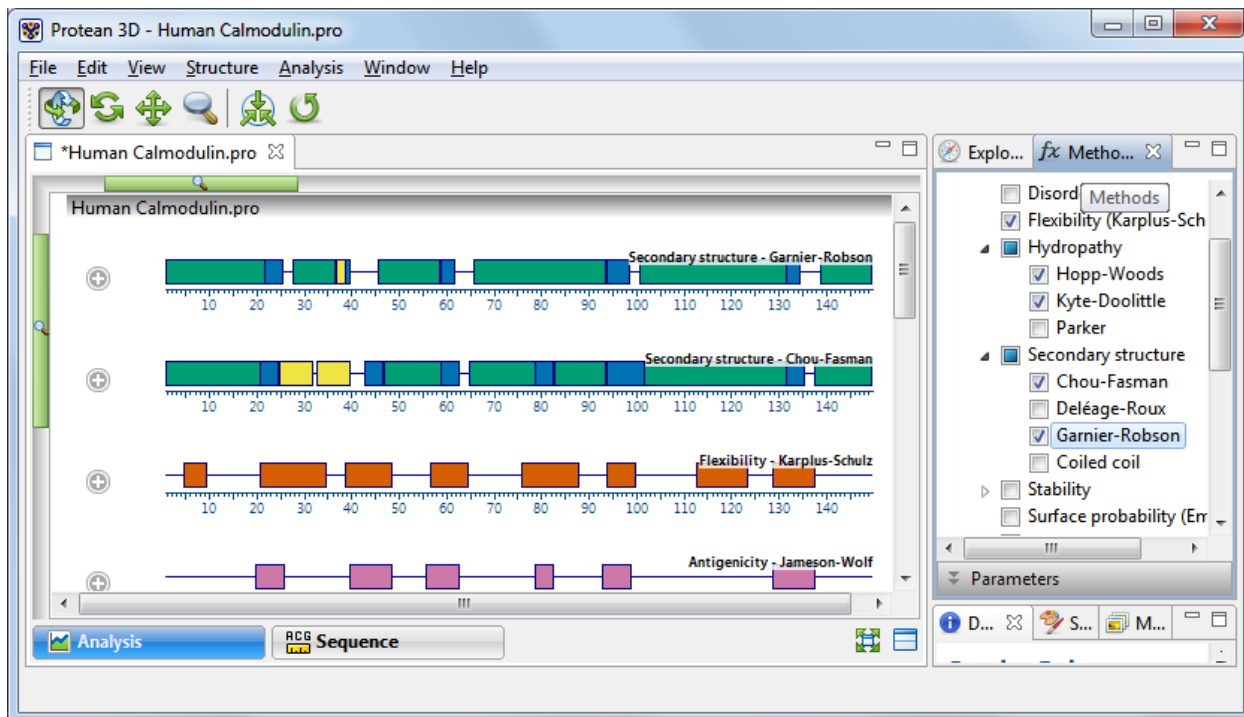 Protean 3D - Human Calmodulin.pro
File Edit View Structure Analysis Window Help
*Human Calmodulin.pro
Human Calmodulin.pro
Secondary structure - Garnier-Robson
10 20 30 40 50 60 70 80 90 100 110 120 130 140
Secondary structure - Chou-Fasman
10 20 30 40 50 60 70 80 90 100 110 120 130 140
Flexibility - Karplus-Schulz
10 20 30 40 50 60 70 80 90 100 110 120 130 140
Antigenicity - Jameson-Wolf
Analysis
ACG Sequence
Explo... fx Metho...
Disord
Methods
Flexibility (Karplus-Sch
Hydropathy
Hopp-Woods
Kyte-Doolittle
Parker
Secondary structure
Chou-Fasman
Deléage-Roux
Garnier-Robson
Coiled coil
Stability
Surface probability (Em
Parameters
D... S... M...